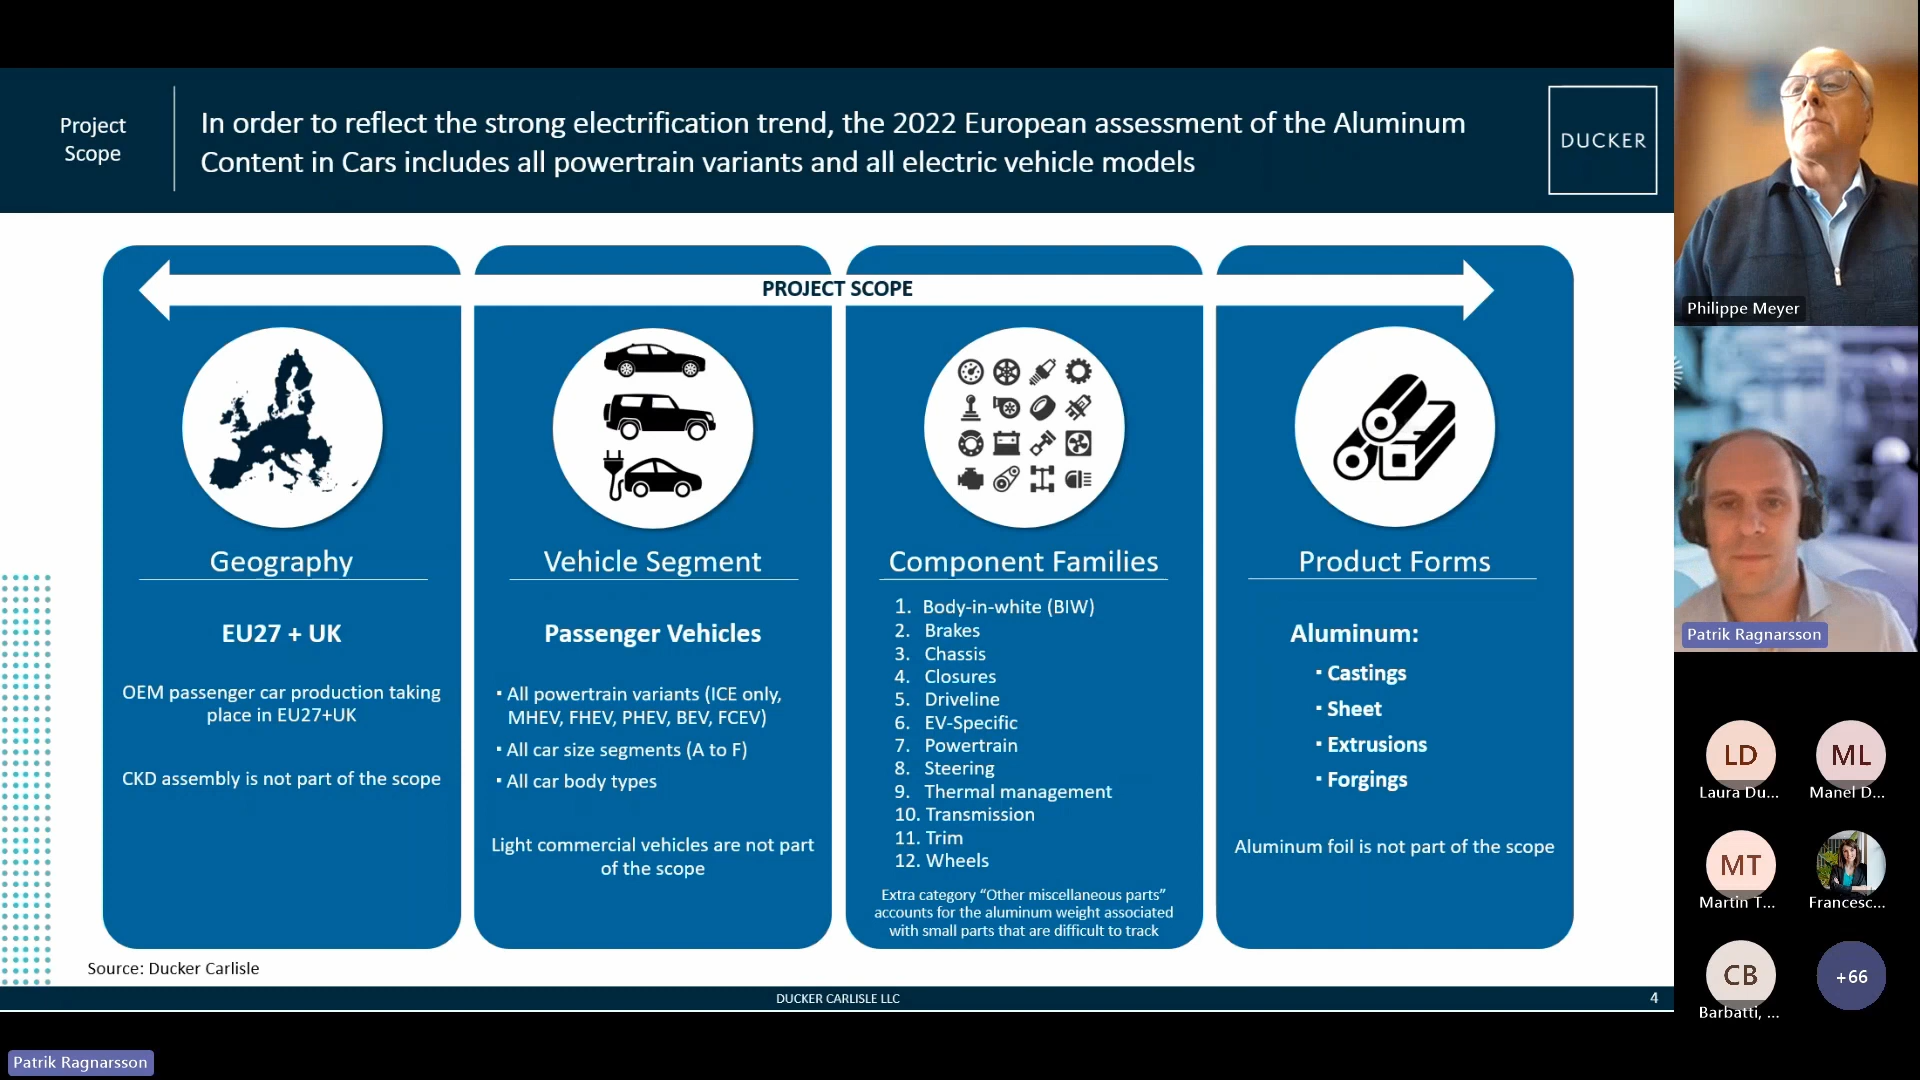 Project
Scope
In order to reflect the strong electrification trend, the 2022 European assessment of the Aluminum
Content in Cars includes all powertrain variants and all electric vehicle models
DUCKER
PROJECT SCOPE
Geography
EU27 + UK
OEM passenger car production taking
place in EU27+UK
CKD assembly is not part of the scope
Vehicle Segment
Passenger Vehicles
▪ All powertrain variants (ICE only,
MHEV, FHEV, PHEV, BEV, FCEV)
▪ All car size segments (A to F)
▪ All car body types
Light commercial vehicles are not part
of the scope
Component Families
1. Body-in-white (BIW)
2. Brakes
3. Chassis
4. Closures
5. Driveline
6. EV-Specific
7. Powertrain
8. Steering
9. Thermal management
10. Transmission
11. Trim
12. Wheels
Extra category “Other miscellaneous parts”
accounts for the aluminum weight associated
with small parts that are difficult to track
Product Forms
Aluminum:
▪ Castings
▪ Sheet
▪ Extrusions
▪ Forgings
Aluminum foil is not part of the scope
Source: Ducker Carlisle
DUCKER CARLISLE LLC
4
Philippe Meyer
Patrik Ragnarsson
LD
Laura Du...
ML
Manel D...
MT
Martin T...
Francesc...
CB
Barbatti, ...
+66
Patrik Ragnarsson